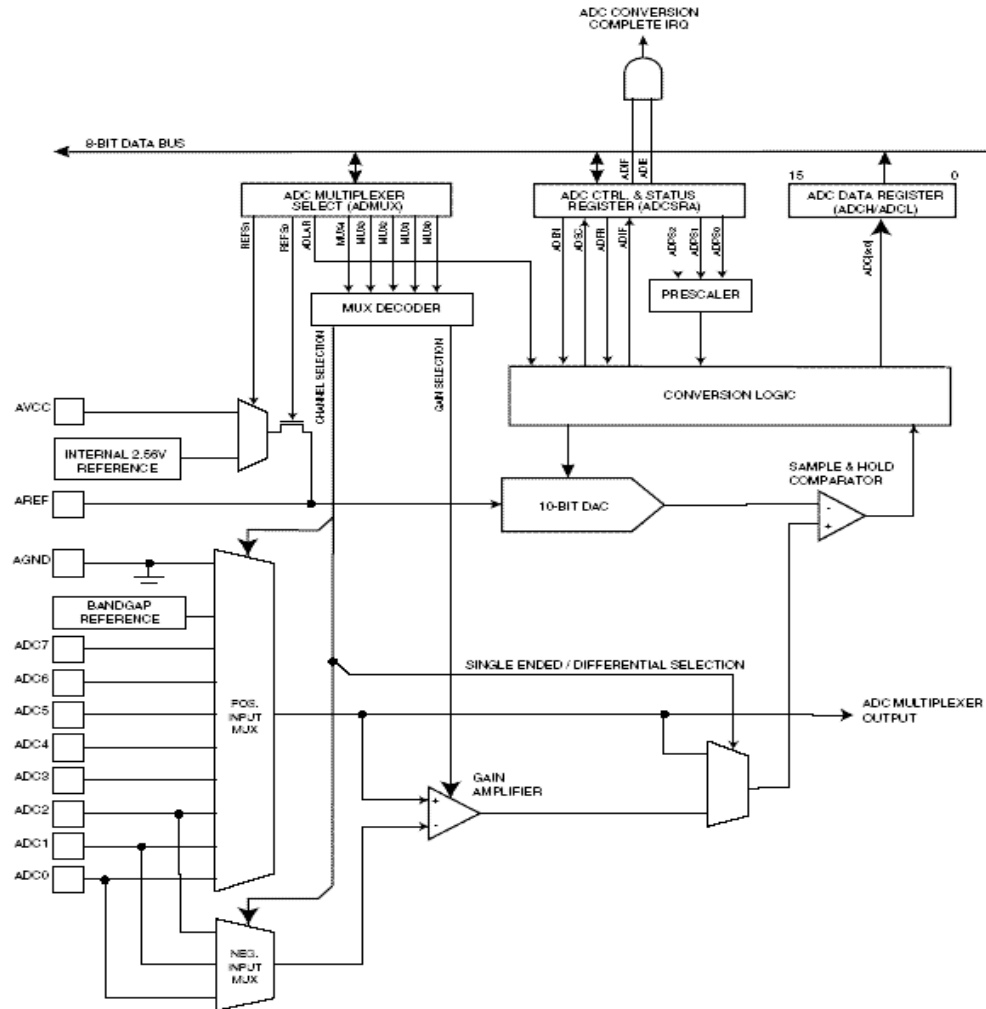 ADC CONVERSION
COMPLETE IRQ
8-BIT DATA BUS
ADIF
ADIE
15
0
ADC MULTIPLEXER
SELECT (ADMUX)
ADC CTRL. & STATUS
REGISTER (ADCSRA)
ADC DATA REGISTER
(ADCH/ADCL)
REFS1
REFS0
ADLAR
MUX4
MUX3
MUX2
MUX1
MUX0
ADEN
ADSC
ADFR
ADIF
ADPS2
ADPS1
ADPS0
ADC[9:0]
MUX DECODER
PRESCALER
CHANNEL SELECTION
GAIN SELECTION
CONVERSION LOGIC
AVCC
INTERNAL 2.56V
REFERENCE
AREF
10-BIT DAC
SAMPLE & HOLD
COMPARATOR
-
+
AGND
BANDGAP
REFERENCE
ADC7
ADC6
ADC5
ADC4
ADC3
ADC2
ADC1
ADC0
POS.
INPUT
MUX
SINGLE ENDED / DIFFERENTIAL SELECTION
ADC MULTIPLEXER
OUTPUT
GAIN
AMPLIFIER
+
-
NEG.
INPUT
MUX